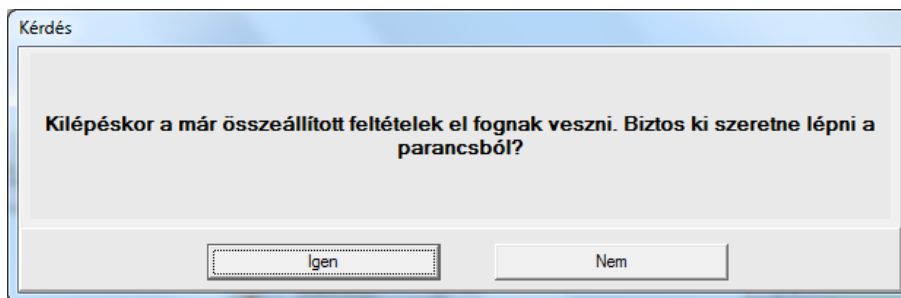 Kérdés
Kilépéskor a már összeállított feltételek el fognak veszni. Biztos ki szeretne lépni a
parancsból?
Igen
Nem